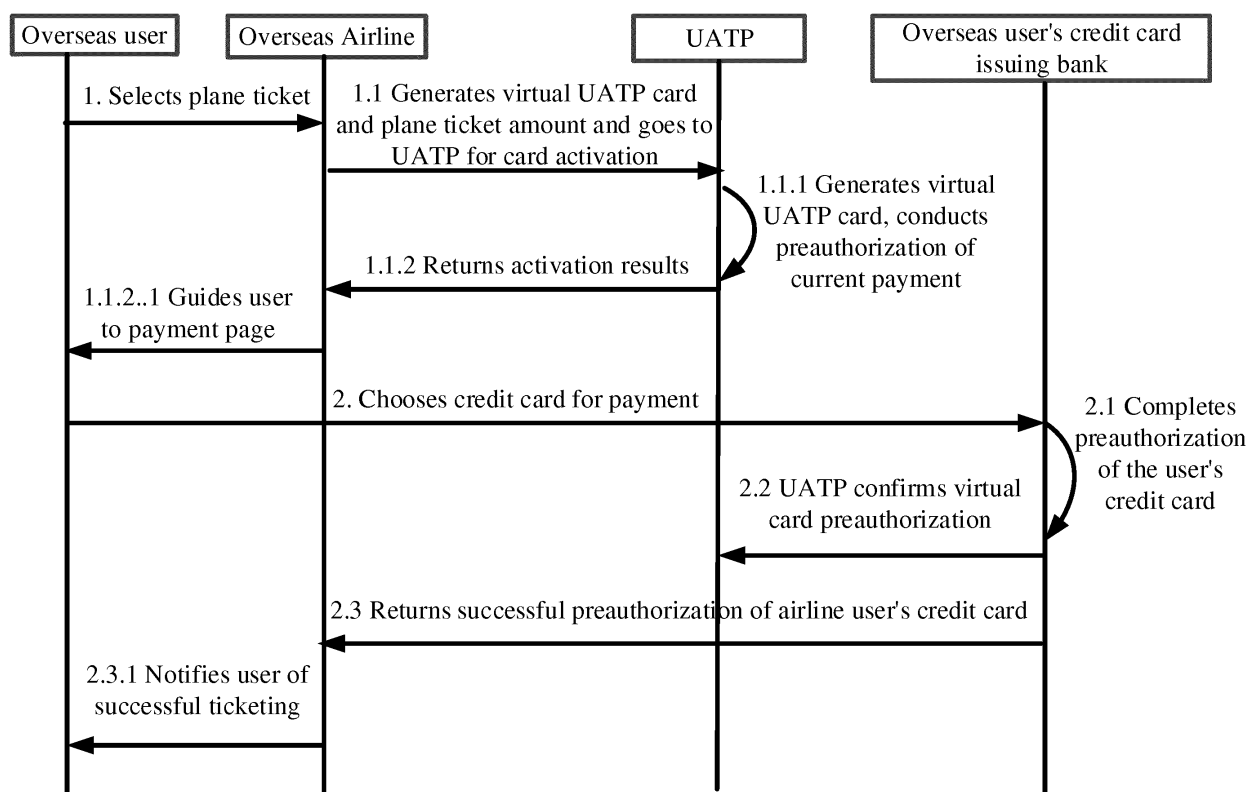 Overseas user
Overseas Airline
UATP
Overseas user's credit card
issuing bank
1. Selects plane ticket
1.1 Generates virtual UATP card
and plane ticket amount and goes to
UATP for card activation
1.1.1 Generates virtual
UATP card, conducts
preauthorization of
current payment
1.1.2 Returns activation results
1.1.2..1 Guides user
to payment page
2. Chooses credit card for payment
2.1 Completes
preauthorization
of the user's
credit card
2.2 UATP confirms virtual
card preauthorization
2.3 Returns successful preauthorization of airline user's credit card
2.3.1 Notifies user of
successful ticketing